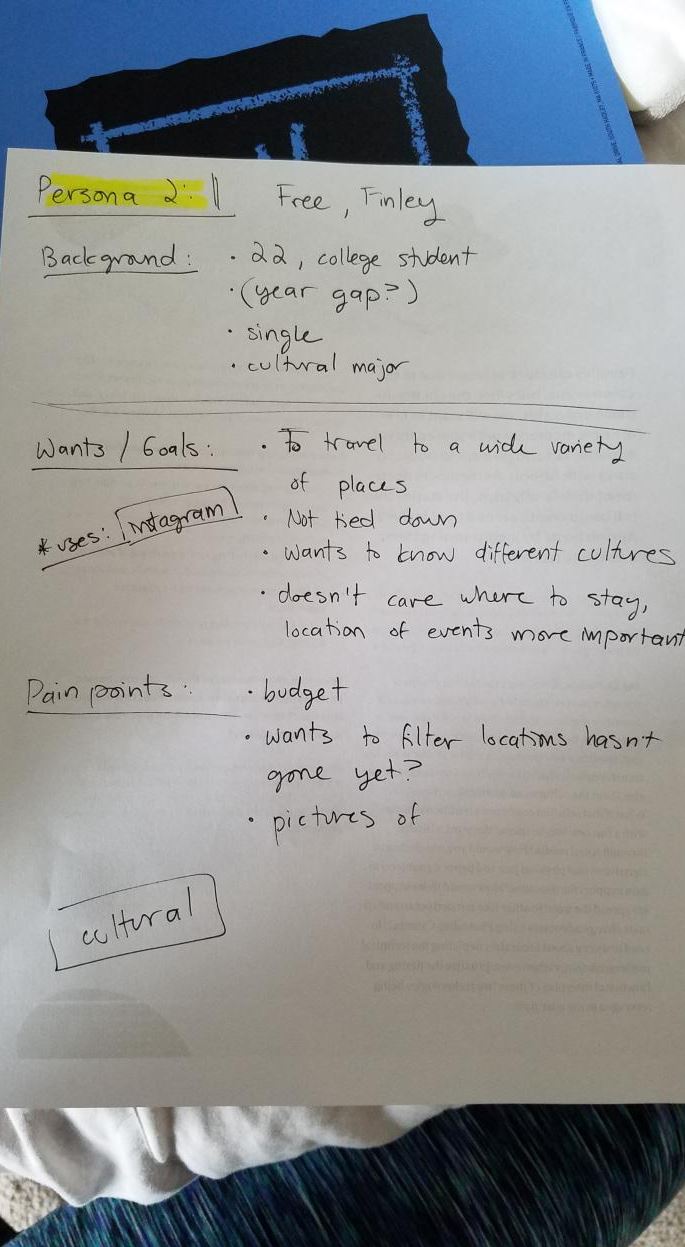 Persona 2: Free, Finley
Background: • 22, college student
• (year gap?)
• single
• cultural major
Wants / Goals: • To travel to a wide variety
of places
* uses: Instagram
• Not tied down
• wants to know different cultures
• doesn't care where to stay,
location of events more important
Pain points: • budget
• wants to filter locations hasn't
gone yet?
• pictures of
cultural